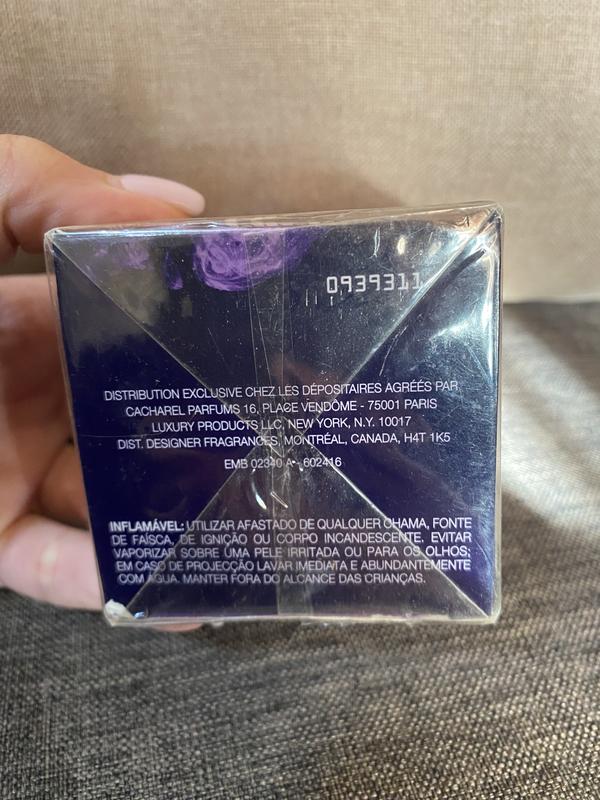 0939311
DISTRIBUTION EXCLUSIVE CHEZ LES DÉPOSITAIRES AGRÉÉS PAR
CACHAREL PARFUMS 16, PLACE VENDÔME - 75001 PARIS
LUXURY PRODUCTS LLC, NEW YORK, N.Y. 10017
DIST. DESIGNER FRAGRANCES, MONTRÉAL, CANADA, H4T 1K5
EMB 02340 A - 602416
INFLAMÁVEL: UTILIZAR AFASTADO DE QUALQUER CHAMA, FONTE
DE FAÍSCA, DE IGNIÇÃO OU CORPO INCANDESCENTE. EVITAR
VAPORIZAR SOBRE UMA PELE IRRITADA OU PARA OS OLHOS;
EM CASO DE PROJECÇÃO LAVAR IMEDIATA E ABUNDANTEMENTE
COM ÁGUA. MANTER FORA DO ALCANCE DAS CRIANÇAS.